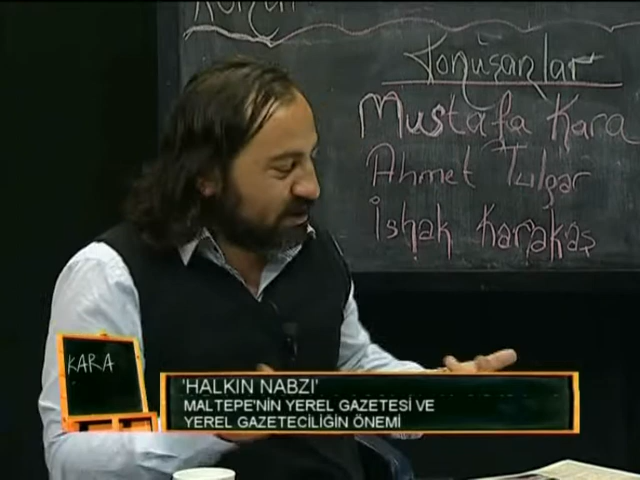 Konuşanlar
Mustafa Kara
Ahmet Tulgar
İshak Karakaş
KARA
'HALKIN NABZI'
MALTEPE'NİN YEREL GAZETESİ VE
YEREL GAZETECİLİĞİN ÖNEMİ